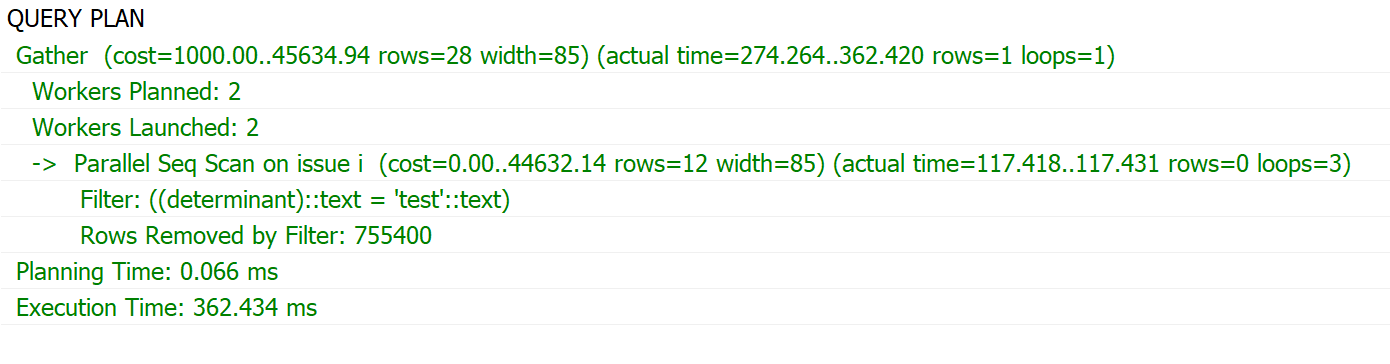 QUERY PLAN
Gather  (cost=1000.00..45634.94 rows=28 width=85) (actual time=274.264..362.420 rows=1 loops=1)
Workers Planned: 2
Workers Launched: 2
->  Parallel Seq Scan on issue i  (cost=0.00..44632.14 rows=12 width=85) (actual time=117.418..117.431 rows=0 loops=3)
Filter: ((determinant)::text = 'test'::text)
Rows Removed by Filter: 755400
Planning Time: 0.066 ms
Execution Time: 362.434 ms